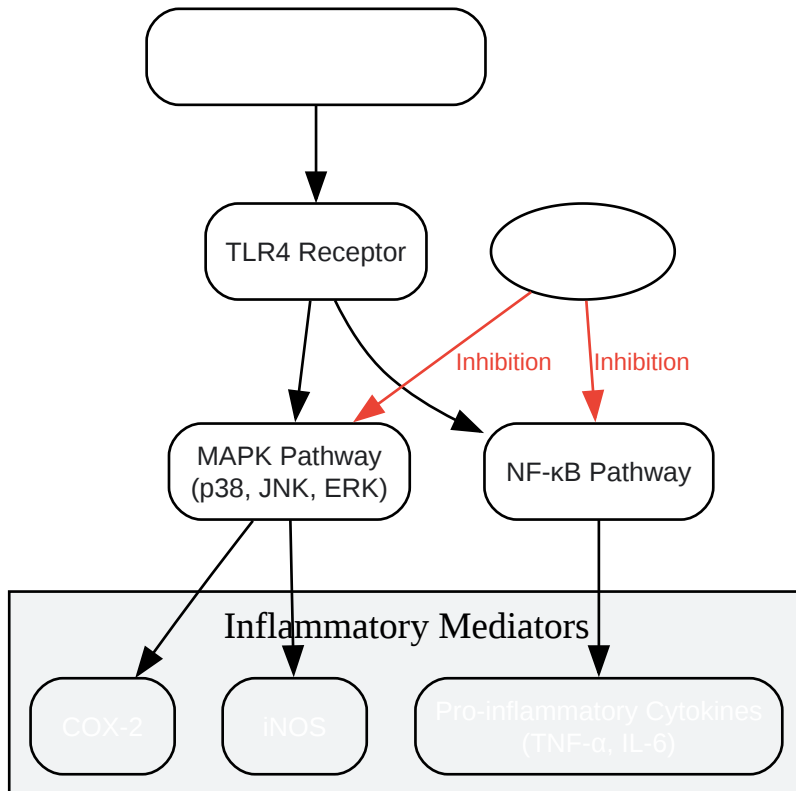 TLR4 Receptor
Inhibition
Inhibition
MAPK Pathway
(p38, JNK, ERK)
NF-κB Pathway
Inflammatory Mediators
COX-2
iNOS
Pro-inflammatory Cytokines
(TNF-α, IL-6)